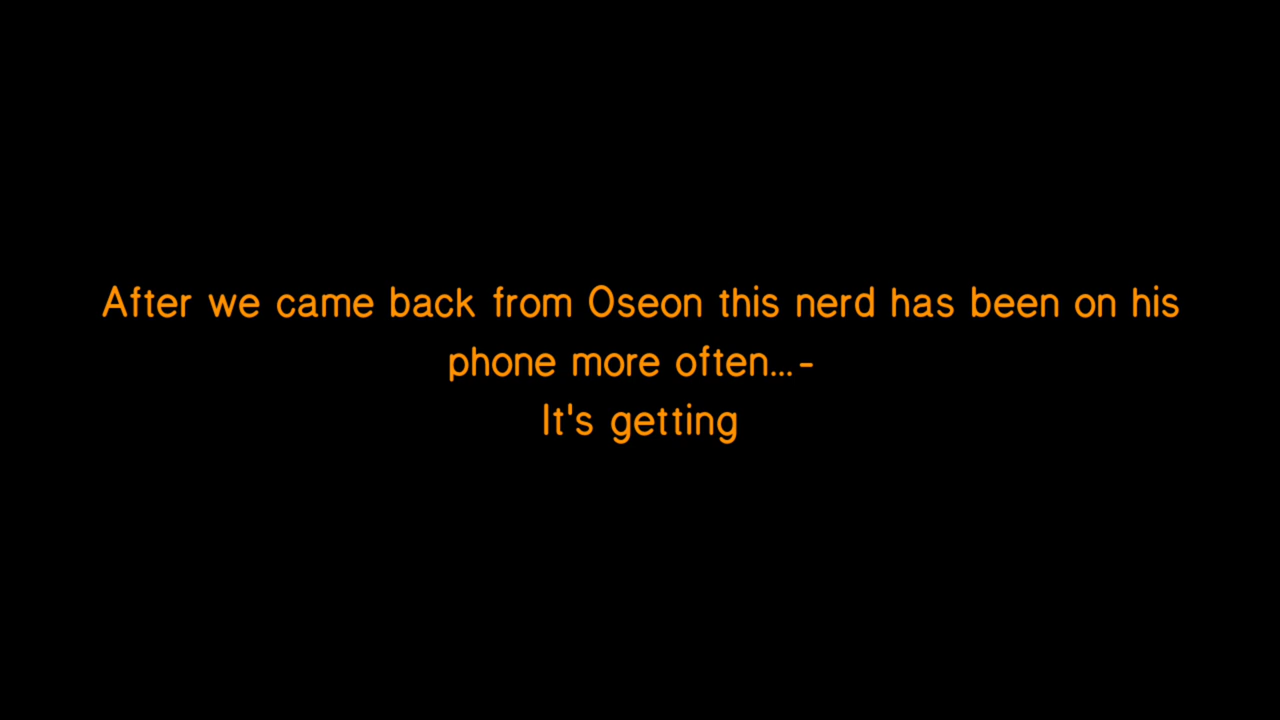 After we came back from Oseon this nerd has been on his
phone more often...-
It's getting